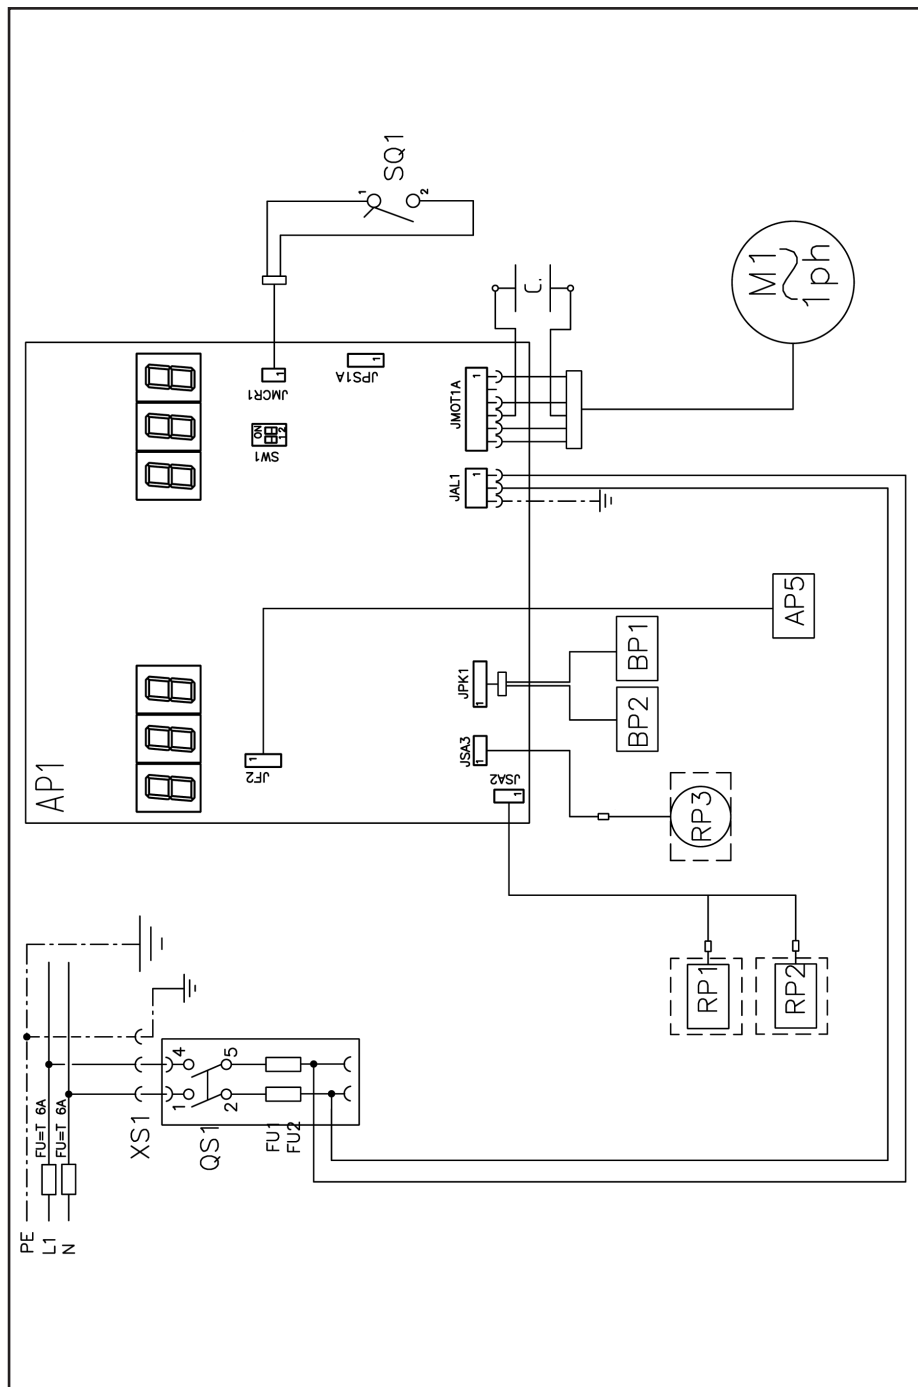 PE
L1
N
FU=T 6A
FU=T 6A
XS1
QS1
1
2
4
5
FU1
FU2
AP1
JF2
1
JSA2
1
JSA3
1
JPK1
1
JAL1
1
JMOT1A
1
SW1
ON
1 2
JMCR1
1
JPS1A
1
SQ1
1
2
C.
M1
~
1ph
AP5
BP1
BP2
RP3
RP1
RP2